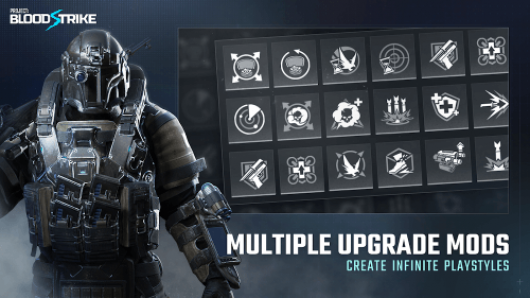 PROJECT:
BLOODSTRIKE
MULTIPLE UPGRADE MODS
CREATE INFINITE PLAYSTYLES